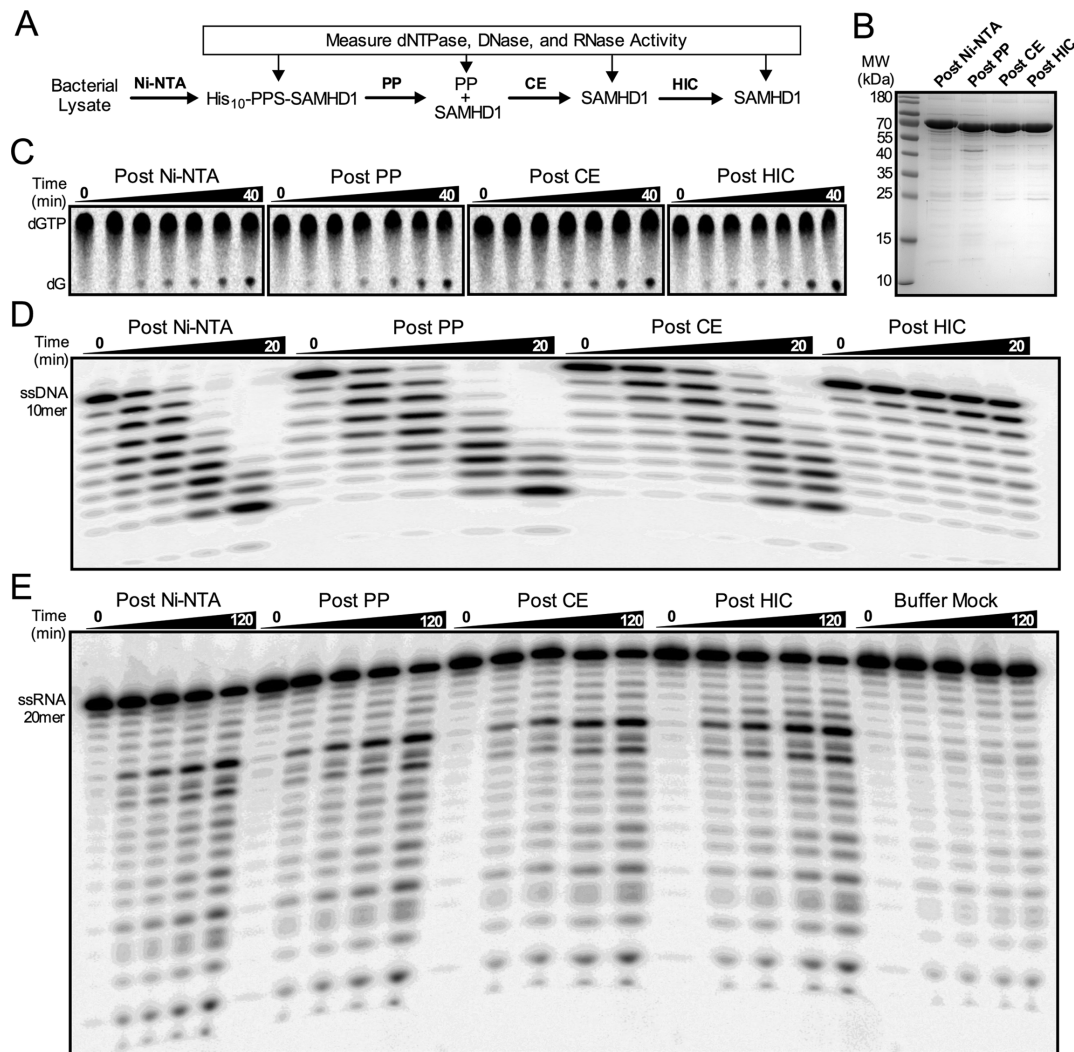 A
Measure dNTPase, DNase, and RNase Activity
Bacterial
Lysate
Ni-NTA
His10-PPS-SAMHD1
PP
PP
+
SAMHD1
CE
SAMHD1
HIC
SAMHD1
B
MW
(kDa)
Post Ni-NTA
Post PP
Post CE
Post HIC
180
70
55
40
35
25
15
10
C
Time
(min)
Post Ni-NTA
0 40
Post PP
0 40
Post CE
0 40
Post HIC
0 40
dGTP
dG
D
Time
(min)
Post Ni-NTA
0 20
Post PP
0 20
Post CE
0 20
Post HIC
0 20
ssDNA
10mer
E
Time
(min)
Post Ni-NTA
0 120
Post PP
0 120
Post CE
0 120
Post HIC
0 120
Buffer Mock
0 120
ssRNA
20mer